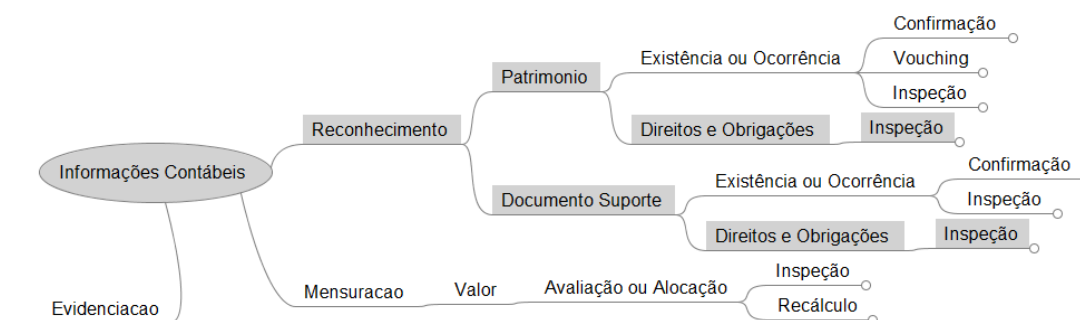 Confirmação
Existência ou Ocorrência
Vouching
Patrimonio
Inspeção
Reconhecimento
Direitos e Obrigações
Inspeção
Informações Contábeis
Confirmação
Existência ou Ocorrência
Documento Suporte
Inspeção
Direitos e Obrigações
Inspeção
Inspeção
Mensuracao
Valor
Avaliação ou Alocação
Recálculo
Evidenciacao